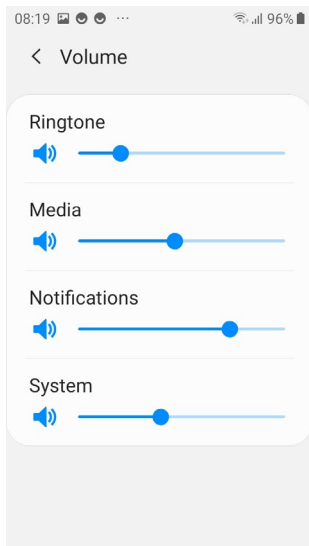 08:19 ... 96%
Volume
Ringtone
Media
Notifications
System